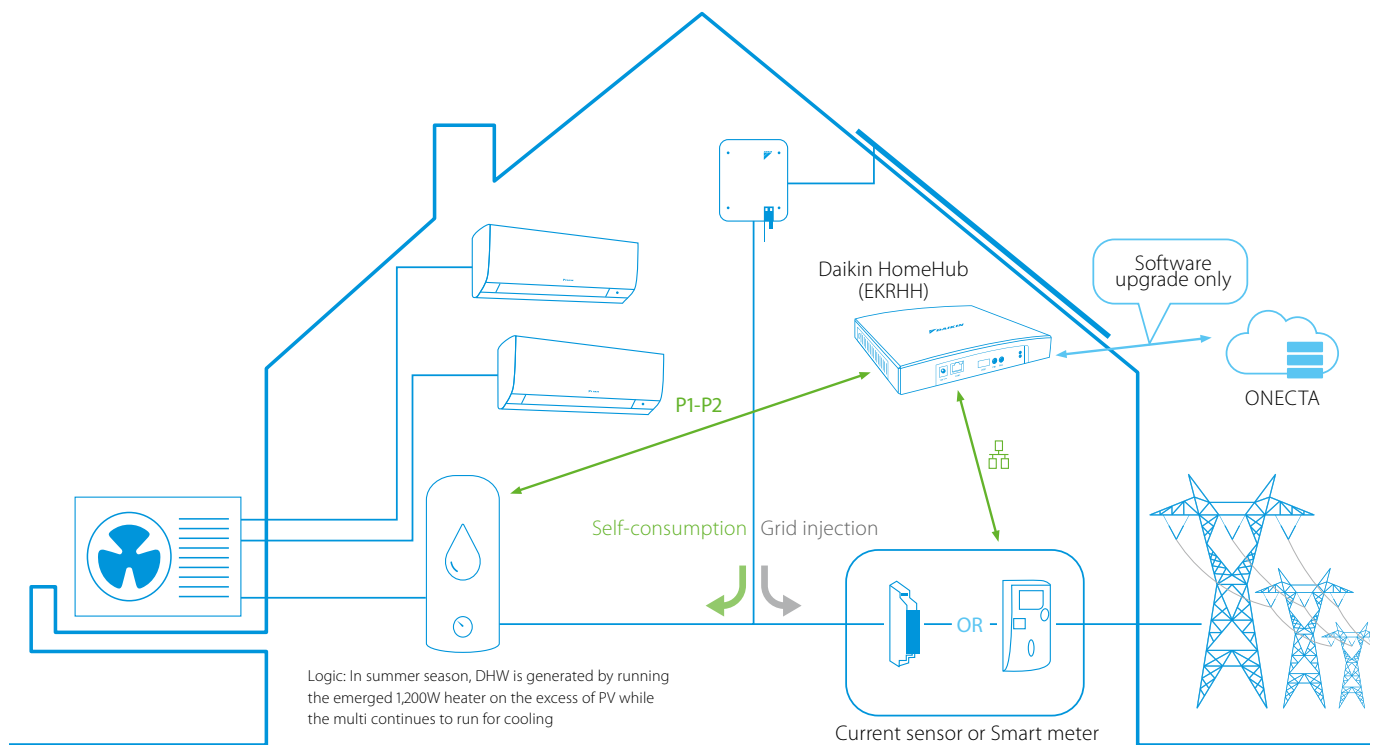 Daikin HomeHub
(EKRHH)
Software
upgrade only
DAIKIN
ONECTA
P1-P2
Self-consumption
Grid injection
OR
Logic: In summer season, DHW is generated by running
the emerged 1,200W heater on the excess of PV while
the multi continues to run for cooling
Current sensor or Smart meter